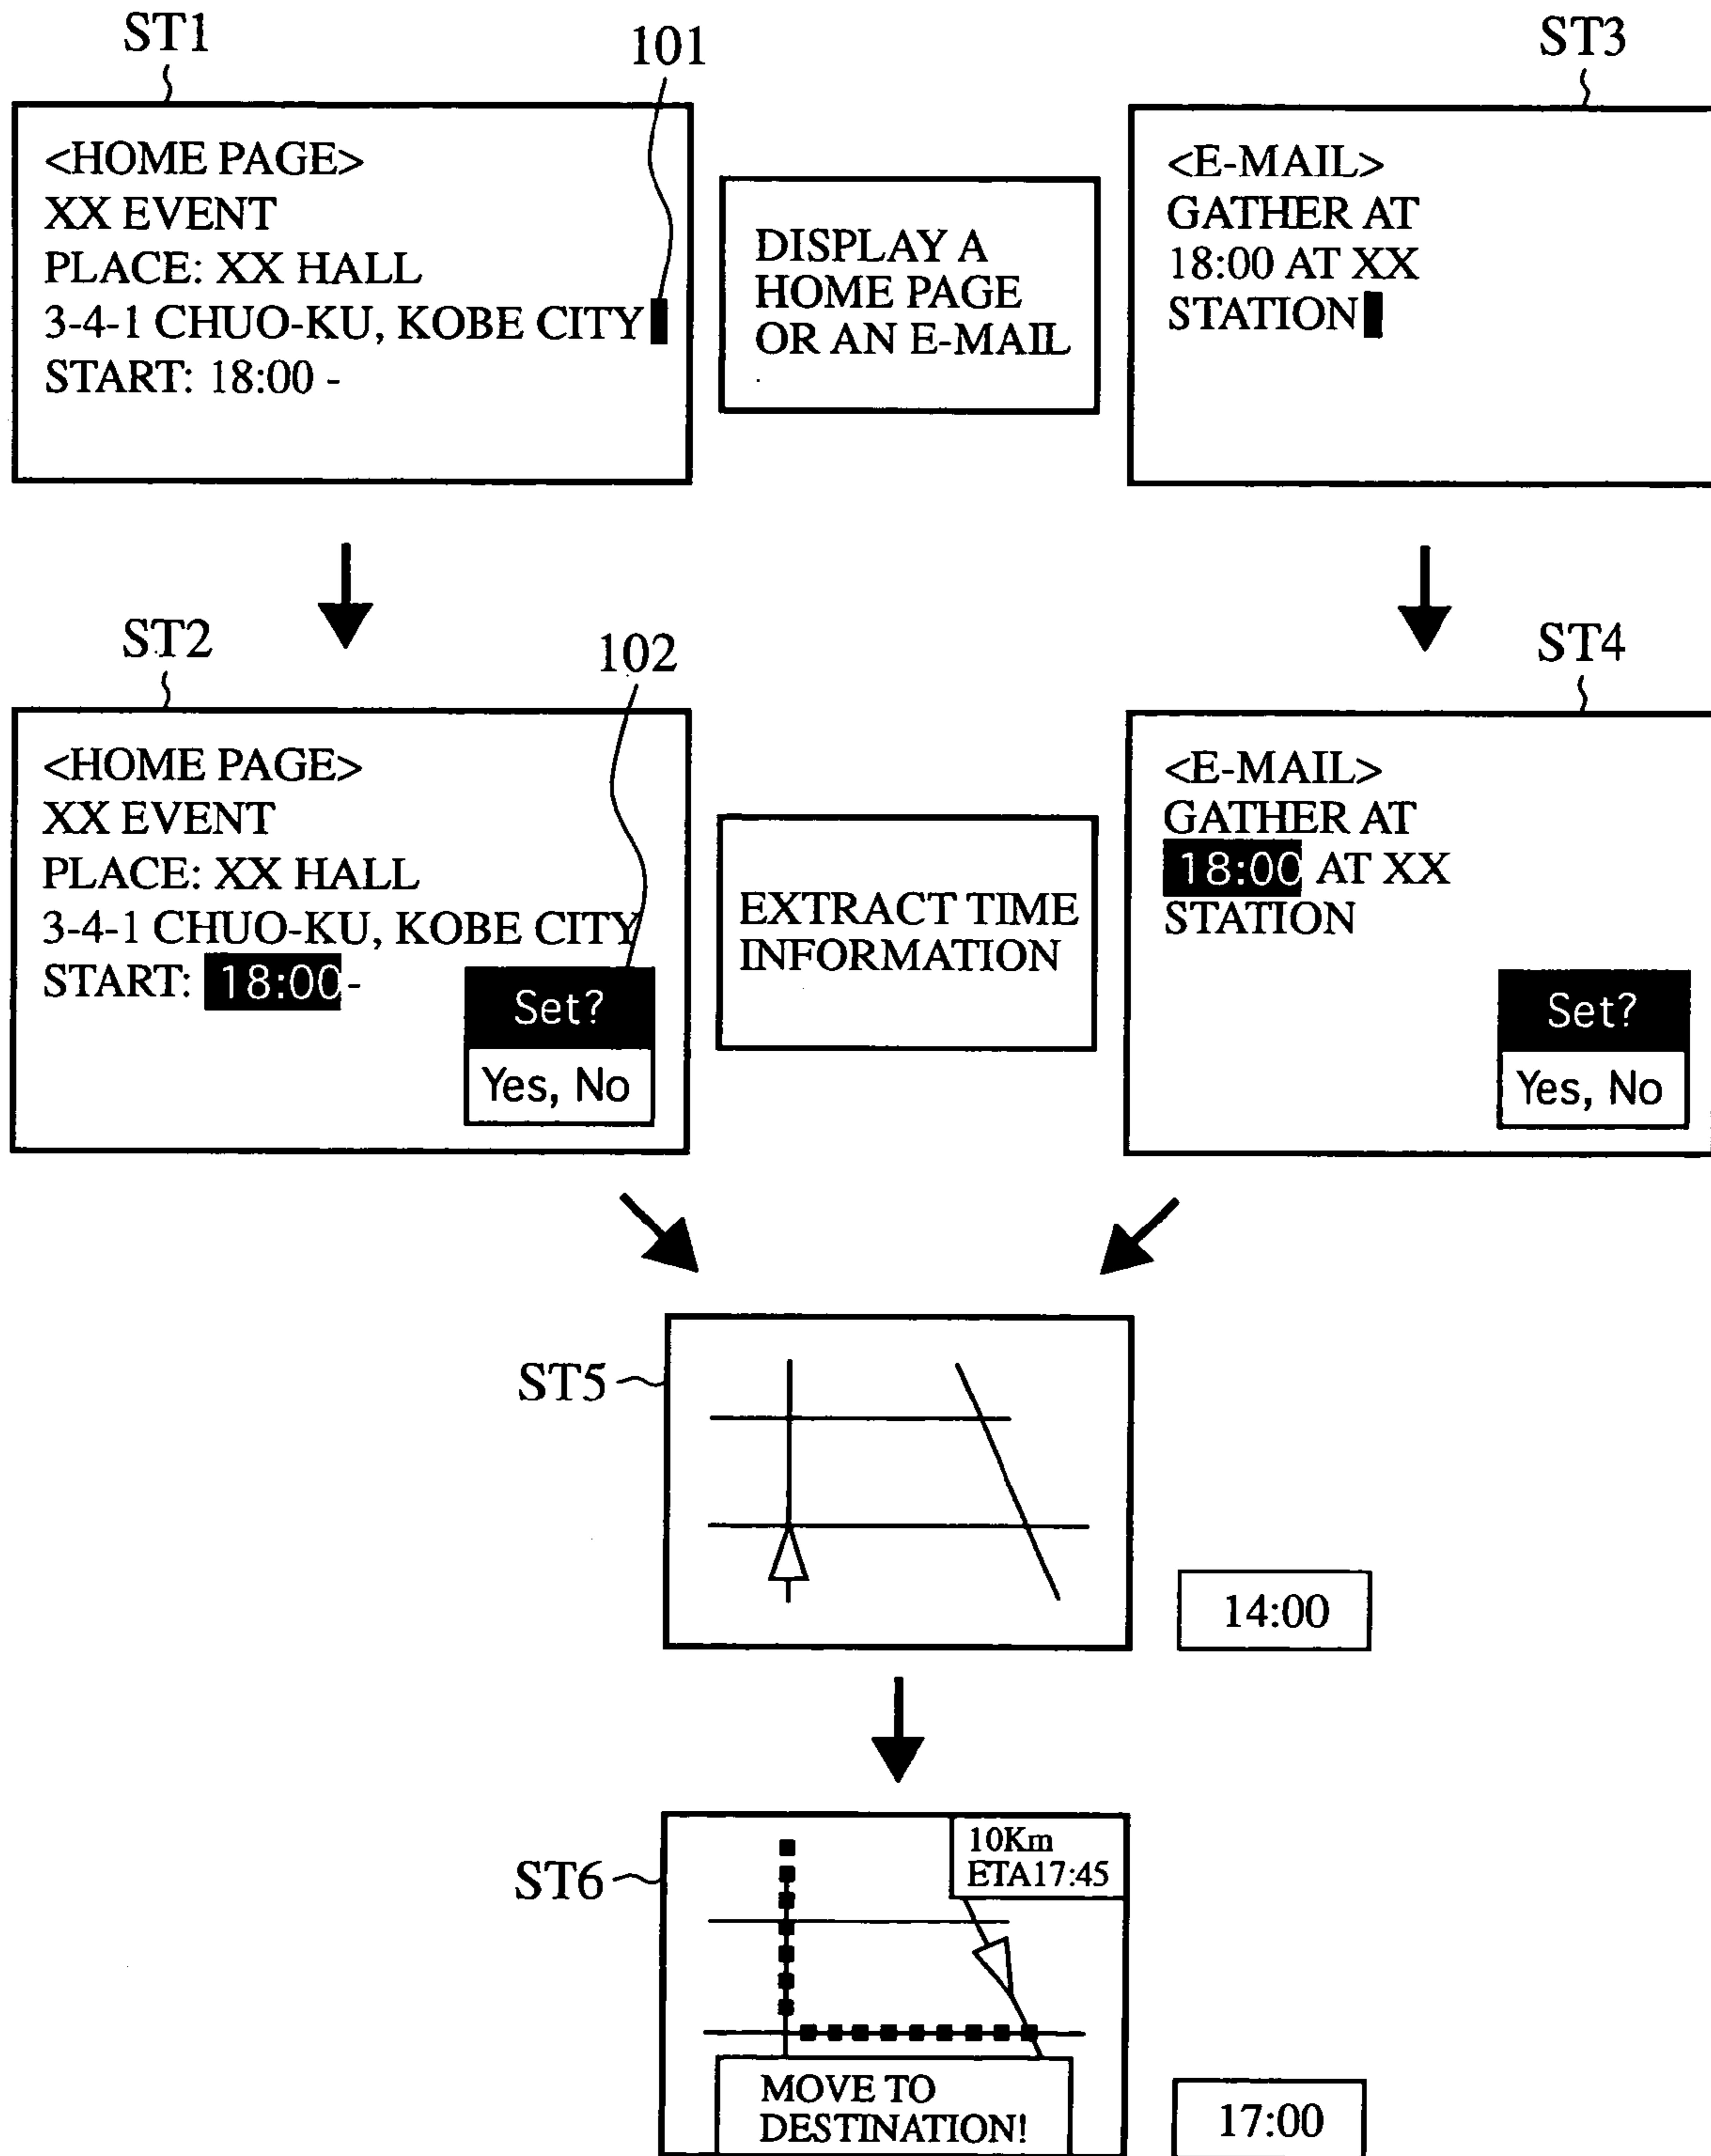 ST1
101
ST3
<HOME PAGE>
XX EVENT
PLACE: XX HALL
3-4-1 CHUO-KU, KOBE CITY
START: 18:00 -
DISPLAY A
HOME PAGE
OR AN E-MAIL
<E-MAIL>
GATHER AT
18:00 AT XX
STATION
ST2
102
ST4
<HOME PAGE>
XX EVENT
PLACE: XX HALL
3-4-1 CHUO-KU, KOBE CITY
START: 18:00-
Set?
Yes, No
EXTRACT TIME
INFORMATION
<E-MAIL>
GATHER AT
18:00 AT XX
STATION
Set?
Yes, No
ST5
14:00
ST6
10Km
ETA17:45
MOVE TO
DESTINATION!
17:00